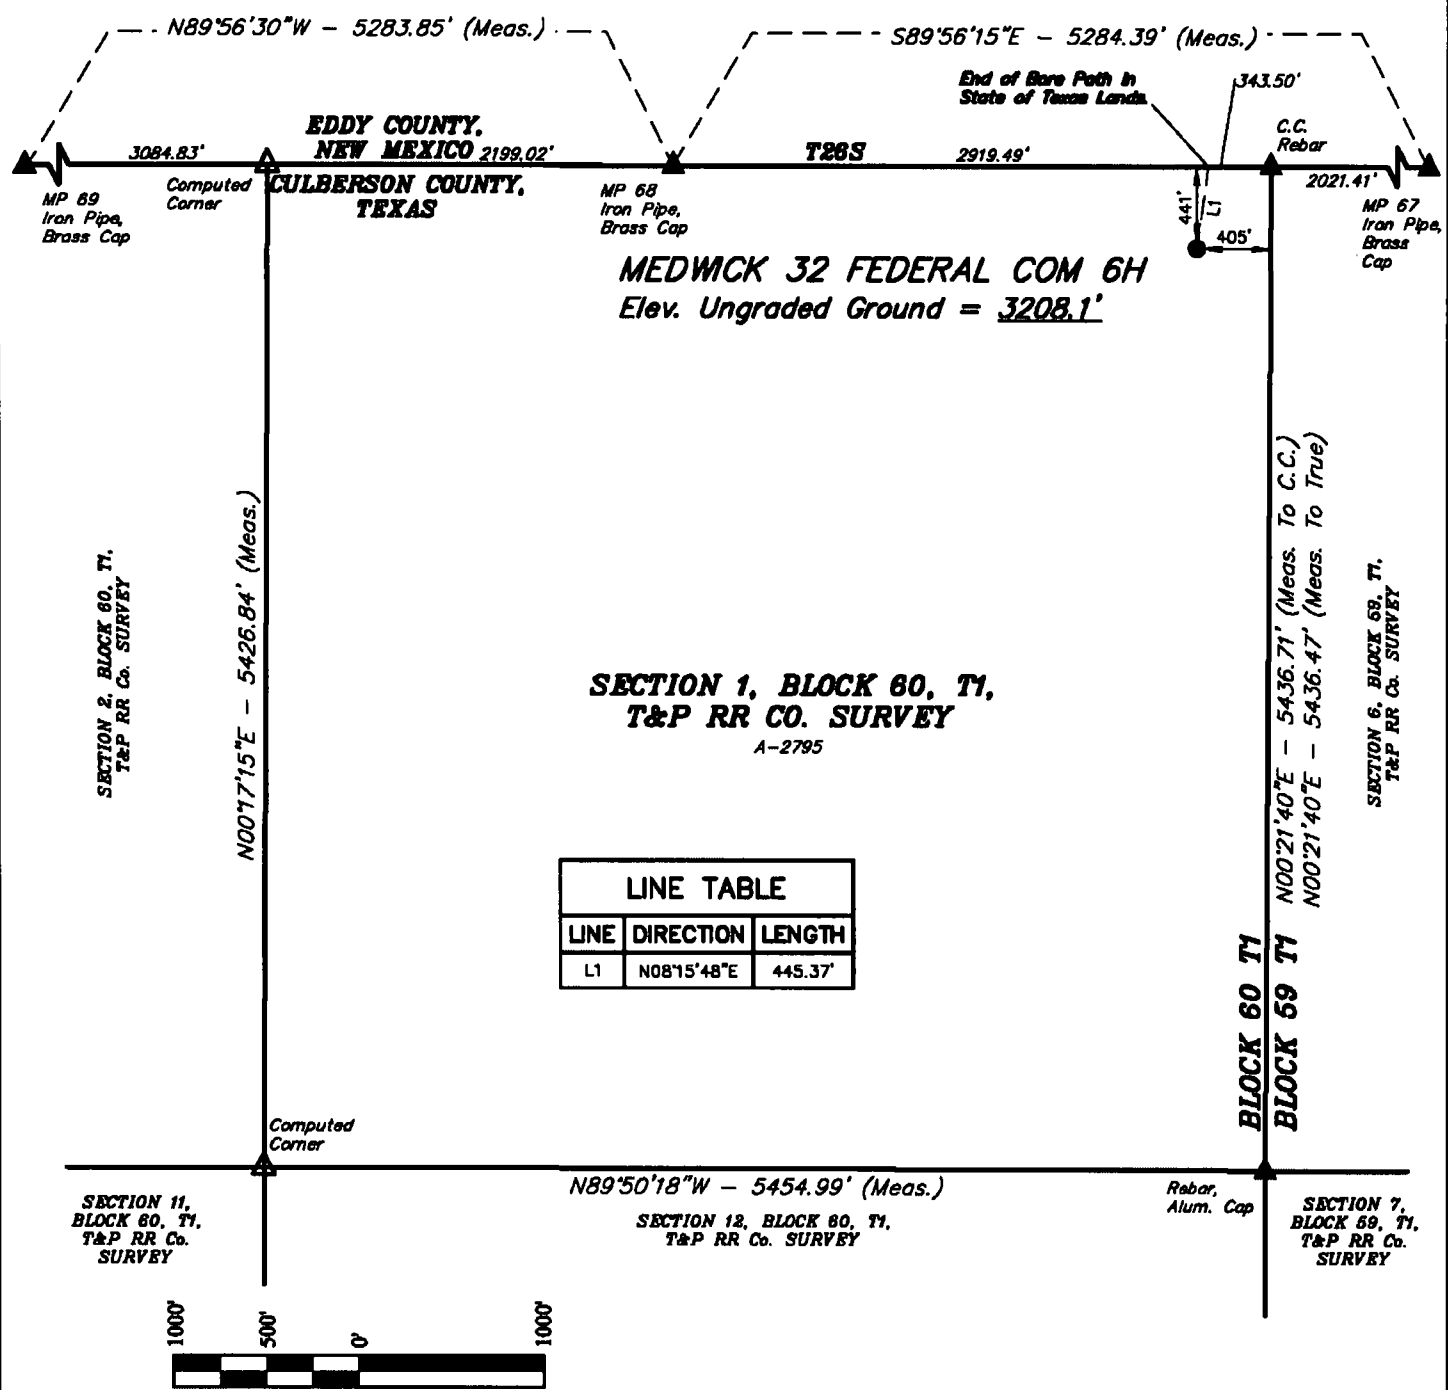 N89°56'30"W - 5283.85' (Meas.)
S89°56'15"E - 5284.39' (Meas.)
End of Bore Path in
State of Texas Lands.
343.50'
EDDY COUNTY,
NEW MEXICO
3084.83'
2199.02'
T26S
2919.49'
C.C.
Rebar
2021.41'
Computed
Corner
CULBERSON COUNTY,
TEXAS
MP 69
Iron Pipe,
Brass Cap
MP 68
Iron Pipe,
Brass Cap
MP 67
Iron Pipe,
Brass
Cap
441'
L1
405'
MEDWICK 32 FEDERAL COM 6H
Elev. Ungraded Ground = 3208.1'
N00°17'15"E - 5426.84' (Meas.)
SECTION 2, BLOCK 60, T1,
T&P RR Co. SURVEY
SECTION 1, BLOCK 60, T1,
T&P RR CO. SURVEY
A-2795
N00°21'40"E - 5436.71' (Meas. To C.C.)
N00°21'40"E - 5436.47' (Meas. To True)
SECTION 6, BLOCK 59, T1,
T&P RR Co. SURVEY
LINE TABLE
LINE DIRECTION LENGTH
L1 N08°15'48"E 445.37'
BLOCK 60 T1
BLOCK 59 T1
Computed
Corner
N89°50'18"W - 5454.99' (Meas.)
Rebar,
Alum. Cap
SECTION 11,
BLOCK 60, T1,
T&P RR Co.
SURVEY
SECTION 12, BLOCK 60, T1,
T&P RR Co. SURVEY
SECTION 7,
BLOCK 59, T1,
T&P RR Co.
SURVEY
1000'
500'
0'
1000'